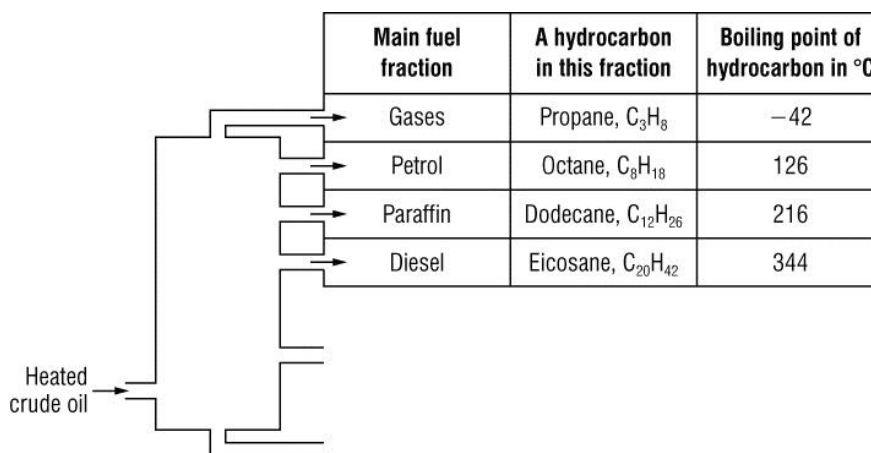 Main fuel fraction | A hydrocarbon in this fraction | Boiling point of hydrocarbon in °C
Gases | Propane, C₃H₈ | −42
Petrol | Octane, C₈H₁₈ | 126
Paraffin | Dodecane, C₁₂H₂₆ | 216
Diesel | Eicosane, C₂₀H₄₂ | 344
Heated
crude oil